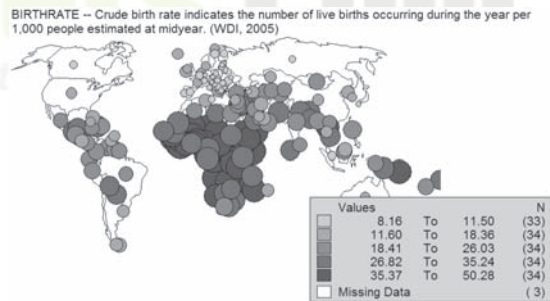 BIRTHRATE -- Crude birth rate indicates the number of live births occurring during the year per
1,000 people estimated at midyear. (WDI, 2005)
Values N
8.16 To 11.50 (33)
11.60 To 18.36 (34)
18.41 To 26.03 (34)
26.82 To 35.24 (34)
35.37 To 50.28 (34)
Missing Data (3)